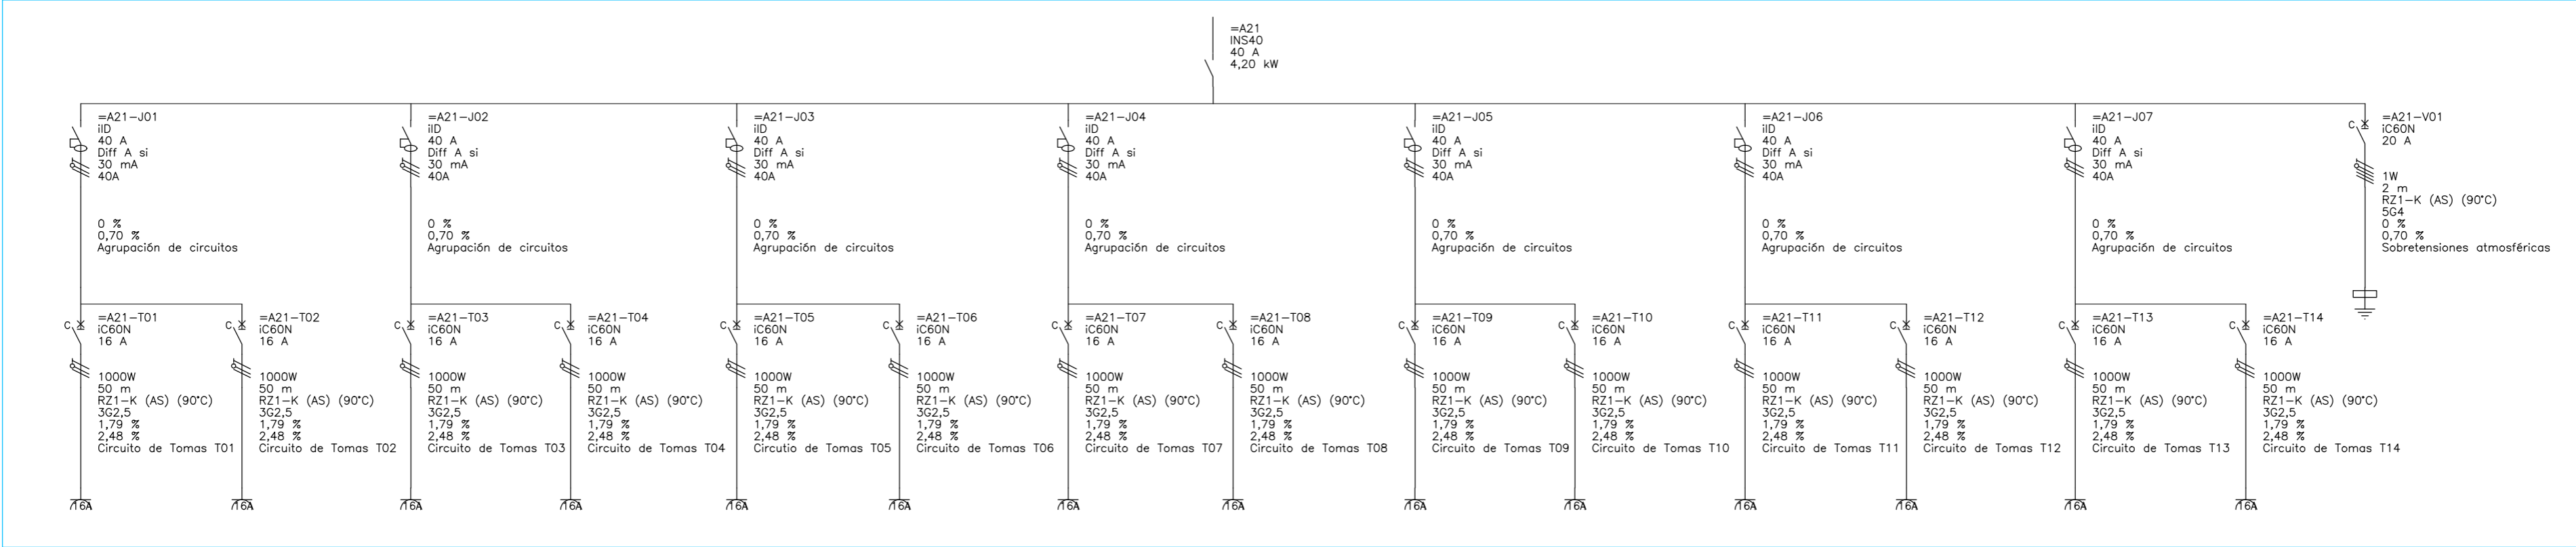 =A21
INS40
40 A
4,20 kW
=A21-J01
iID
40 A
Diff A si
30 mA
40A
0 %
0,70 %
Agrupación de circuitos
=A21-J02
iID
40 A
Diff A si
30 mA
40A
0 %
0,70 %
Agrupación de circuitos
=A21-J03
iID
40 A
Diff A si
30 mA
40A
0 %
0,70 %
Agrupación de circuitos
=A21-J04
iID
40 A
Diff A si
30 mA
40A
0 %
0,70 %
Agrupación de circuitos
=A21-J05
iID
40 A
Diff A si
30 mA
40A
0 %
0,70 %
Agrupación de circuitos
=A21-J06
iID
40 A
Diff A si
30 mA
40A
0 %
0,70 %
Agrupación de circuitos
=A21-J07
iID
40 A
Diff A si
30 mA
40A
0 %
0,70 %
Agrupación de circuitos
C
=A21-V01
iC60N
20 A
1W
2 m
RZ1-K (AS) (90°C)
5G4
0 %
0,70 %
Sobretensiones atmosféricas
C
=A21-T01
iC60N
16 A
1000W
50 m
RZ1-K (AS) (90°C)
3G2,5
1,79 %
2,48 %
Circuito de Tomas T01
16A
C
=A21-T02
iC60N
16 A
1000W
50 m
RZ1-K (AS) (90°C)
3G2,5
1,79 %
2,48 %
Circuito de Tomas T02
16A
C
=A21-T03
iC60N
16 A
1000W
50 m
RZ1-K (AS) (90°C)
3G2,5
1,79 %
2,48 %
Circuito de Tomas T03
16A
C
=A21-T04
iC60N
16 A
1000W
50 m
RZ1-K (AS) (90°C)
3G2,5
1,79 %
2,48 %
Circuito de Tomas T04
16A
C
=A21-T05
iC60N
16 A
1000W
50 m
RZ1-K (AS) (90°C)
3G2,5
1,79 %
2,48 %
Circutio de Tomas T05
16A
C
=A21-T06
iC60N
16 A
1000W
50 m
RZ1-K (AS) (90°C)
3G2,5
1,79 %
2,48 %
Circuito de Tomas T06
16A
C
=A21-T07
iC60N
16 A
1000W
50 m
RZ1-K (AS) (90°C)
3G2,5
1,79 %
2,48 %
Circuito de Tomas T07
16A
C
=A21-T08
iC60N
16 A
1000W
50 m
RZ1-K (AS) (90°C)
3G2,5
1,79 %
2,48 %
Circuito de Tomas T08
16A
C
=A21-T09
iC60N
16 A
1000W
50 m
RZ1-K (AS) (90°C)
3G2,5
1,79 %
2,48 %
Circuito de Tomas T09
16A
C
=A21-T10
iC60N
16 A
1000W
50 m
RZ1-K (AS) (90°C)
3G2,5
1,79 %
2,48 %
Circuito de Tomas T10
16A
C
=A21-T11
iC60N
16 A
1000W
50 m
RZ1-K (AS) (90°C)
3G2,5
1,79 %
2,48 %
Circuito de Tomas T11
16A
C
=A21-T12
iC60N
16 A
1000W
50 m
RZ1-K (AS) (90°C)
3G2,5
1,79 %
2,48 %
Circuito de Tomas T12
16A
C
=A21-T13
iC60N
16 A
1000W
50 m
RZ1-K (AS) (90°C)
3G2,5
1,79 %
2,48 %
Circuito de Tomas T13
16A
C
=A21-T14
iC60N
16 A
1000W
50 m
RZ1-K (AS) (90°C)
3G2,5
1,79 %
2,48 %
Circuito de Tomas T14
16A